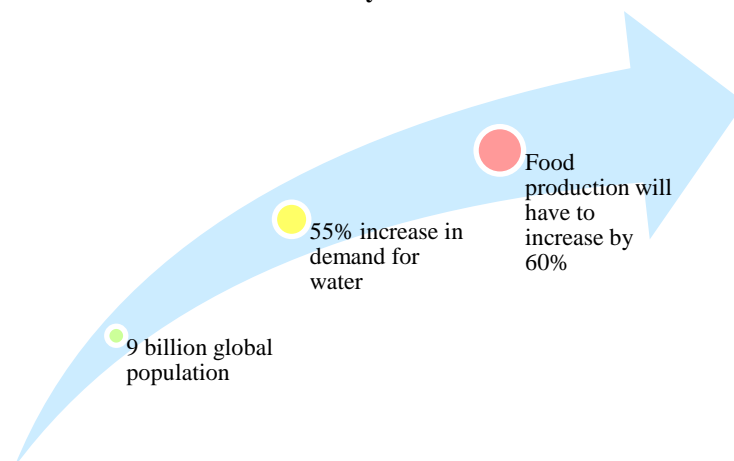 Food
production will
have to
increase by
60%
55% increase in
demand for
water
9 billion global
population